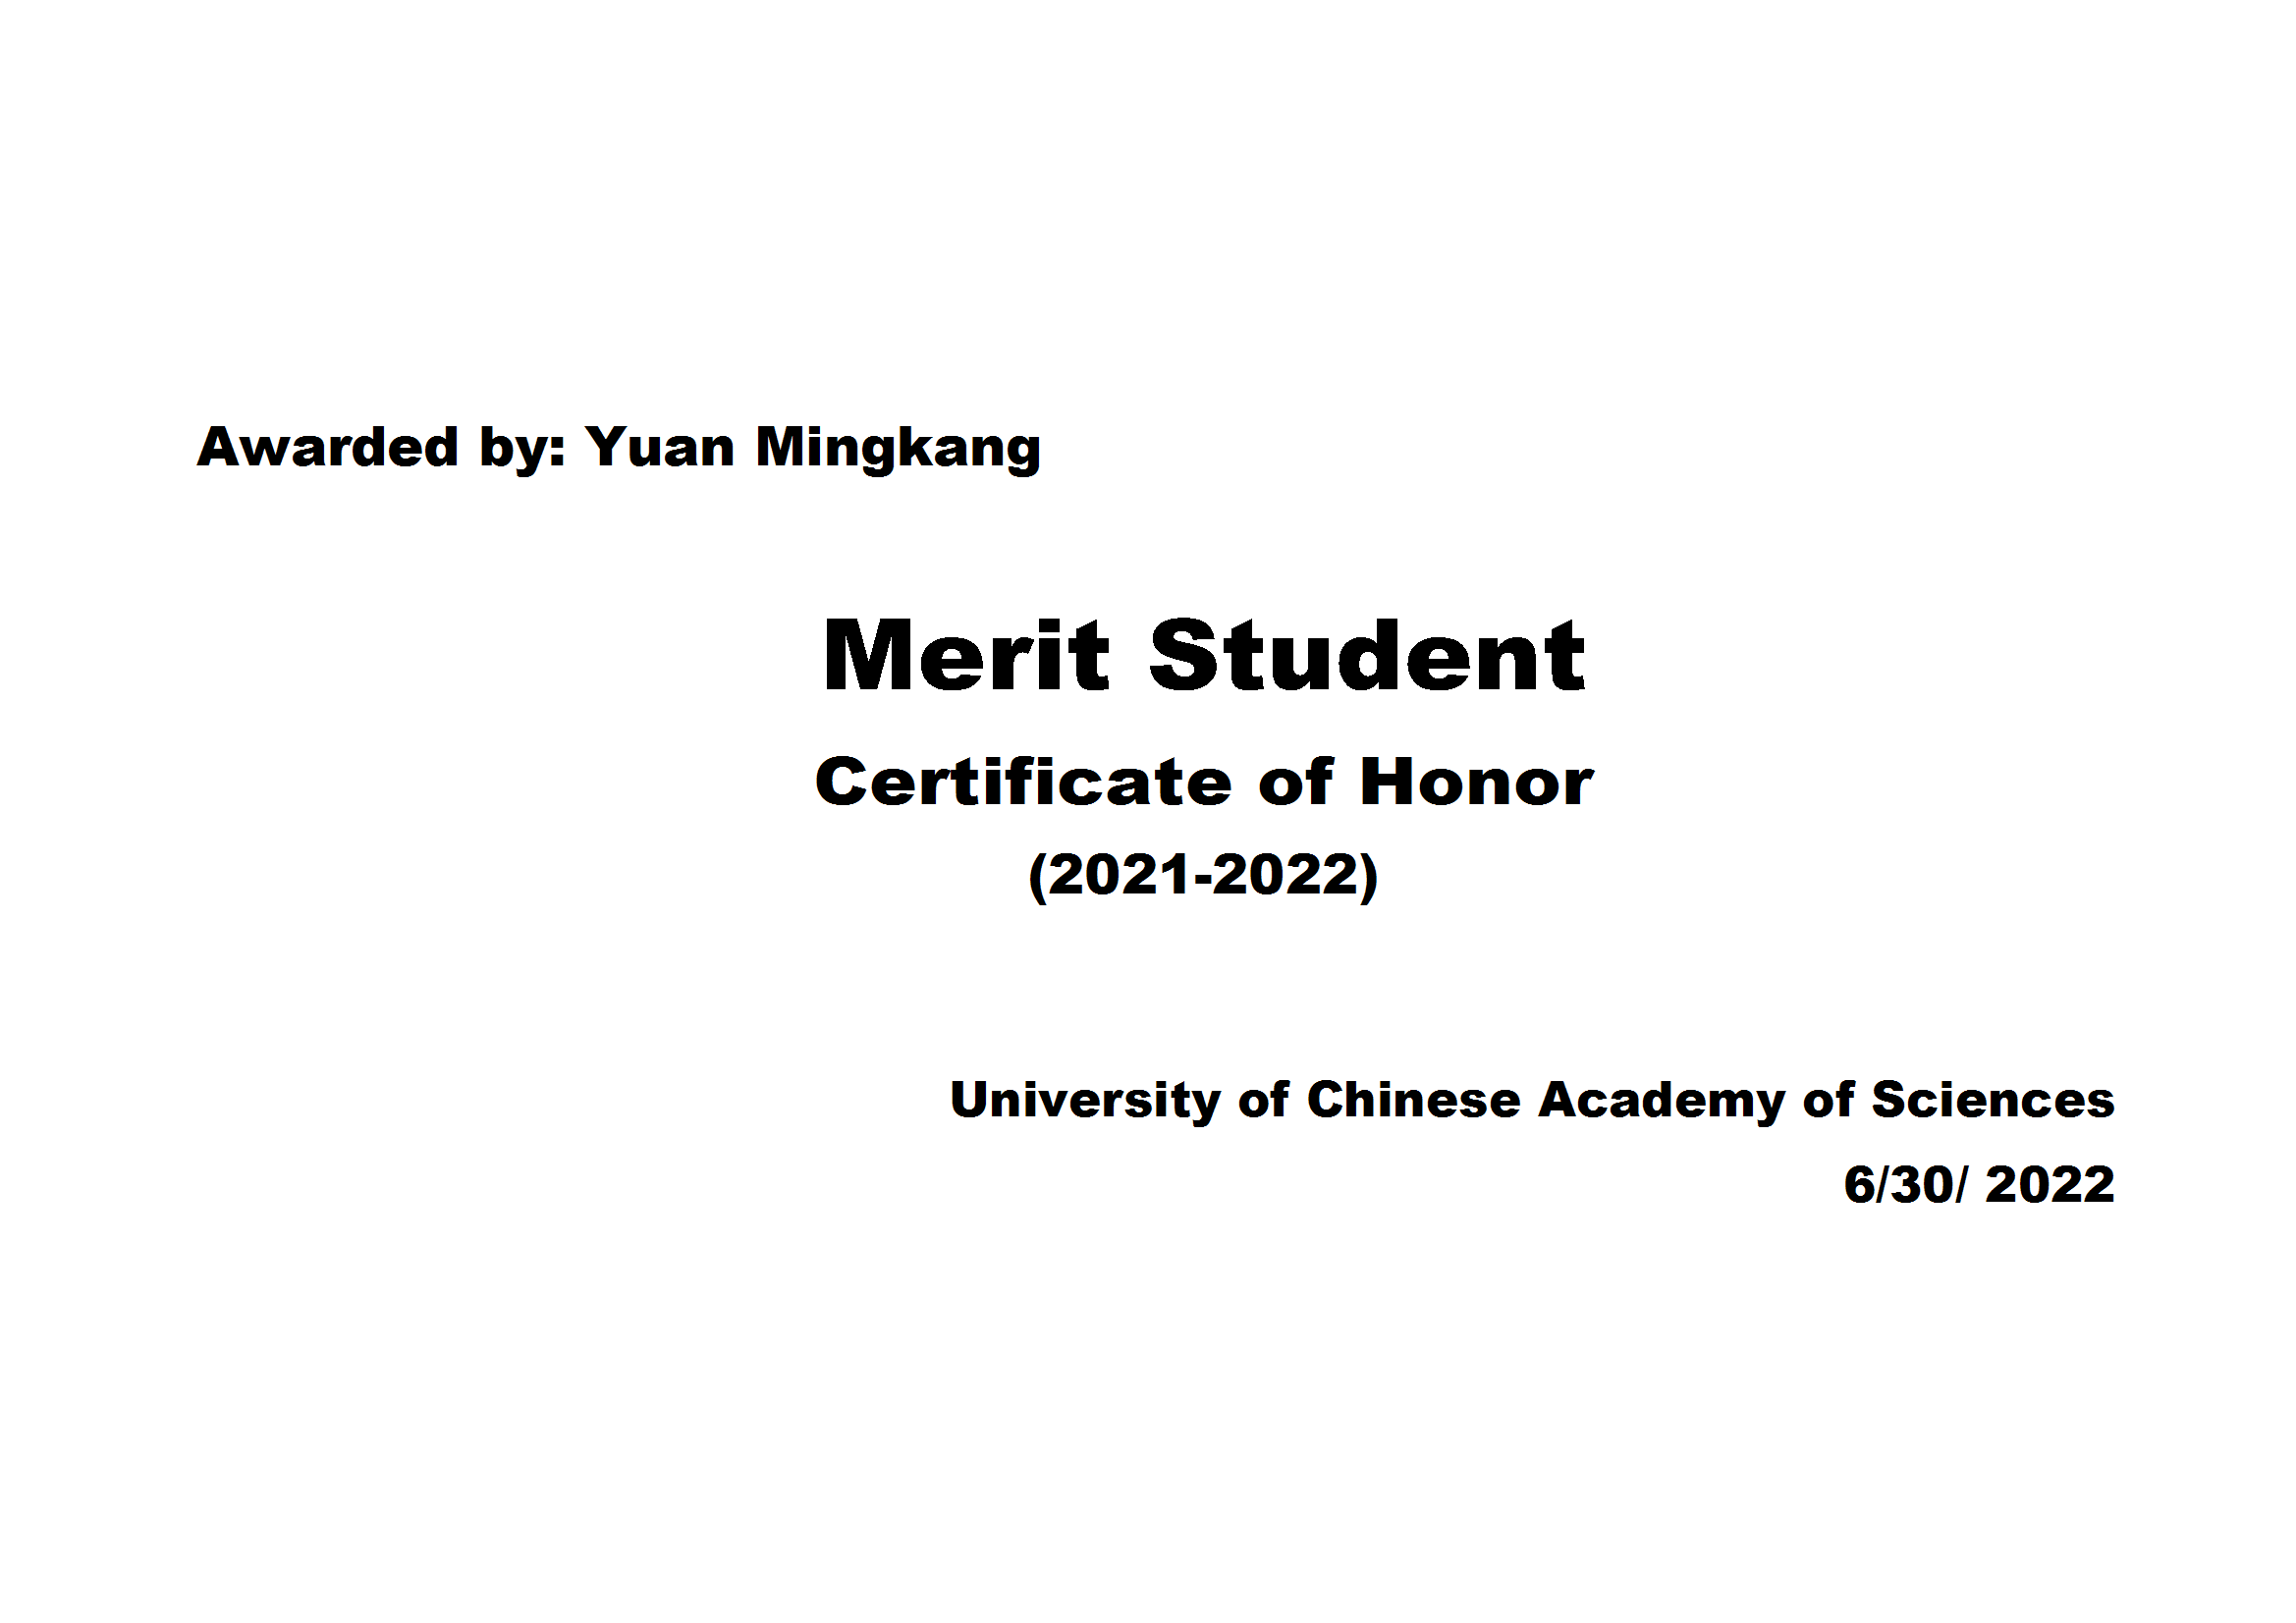 Awarded by: Yuan Mingkang
Merit Student
Certificate of Honor
(2021-2022)
University of Chinese Academy of Sciences
6/30/ 2022